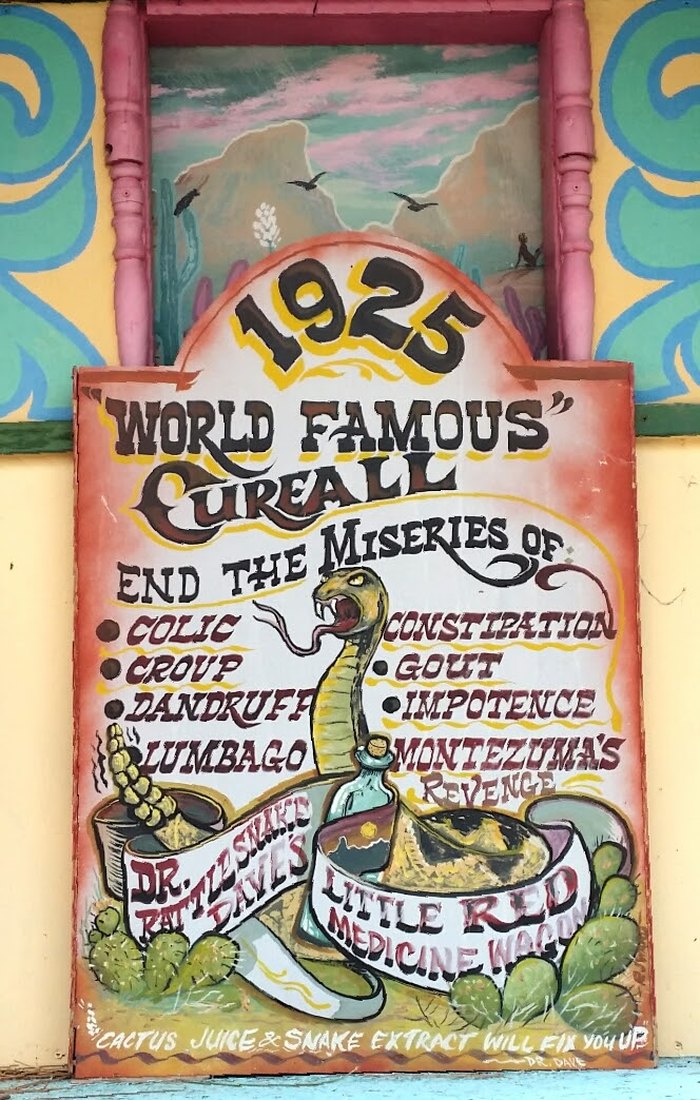 1925
"WORLD FAMOUS"
CUREALL
END THE MISERIES OF
COLIC
CROUP
DANDRUFF
LUMBAGO
CONSTIPATION
GOUT
IMPOTENCE
MONTEZUMA'S
REVENGE
DR.
RATTLESNAKE
DAVE'S
LITTLE RED
MEDICINE WAGON
"CACTUS JUICE & SNAKE EXTRACT WILL FIX YOU UP"
DR. DAVE